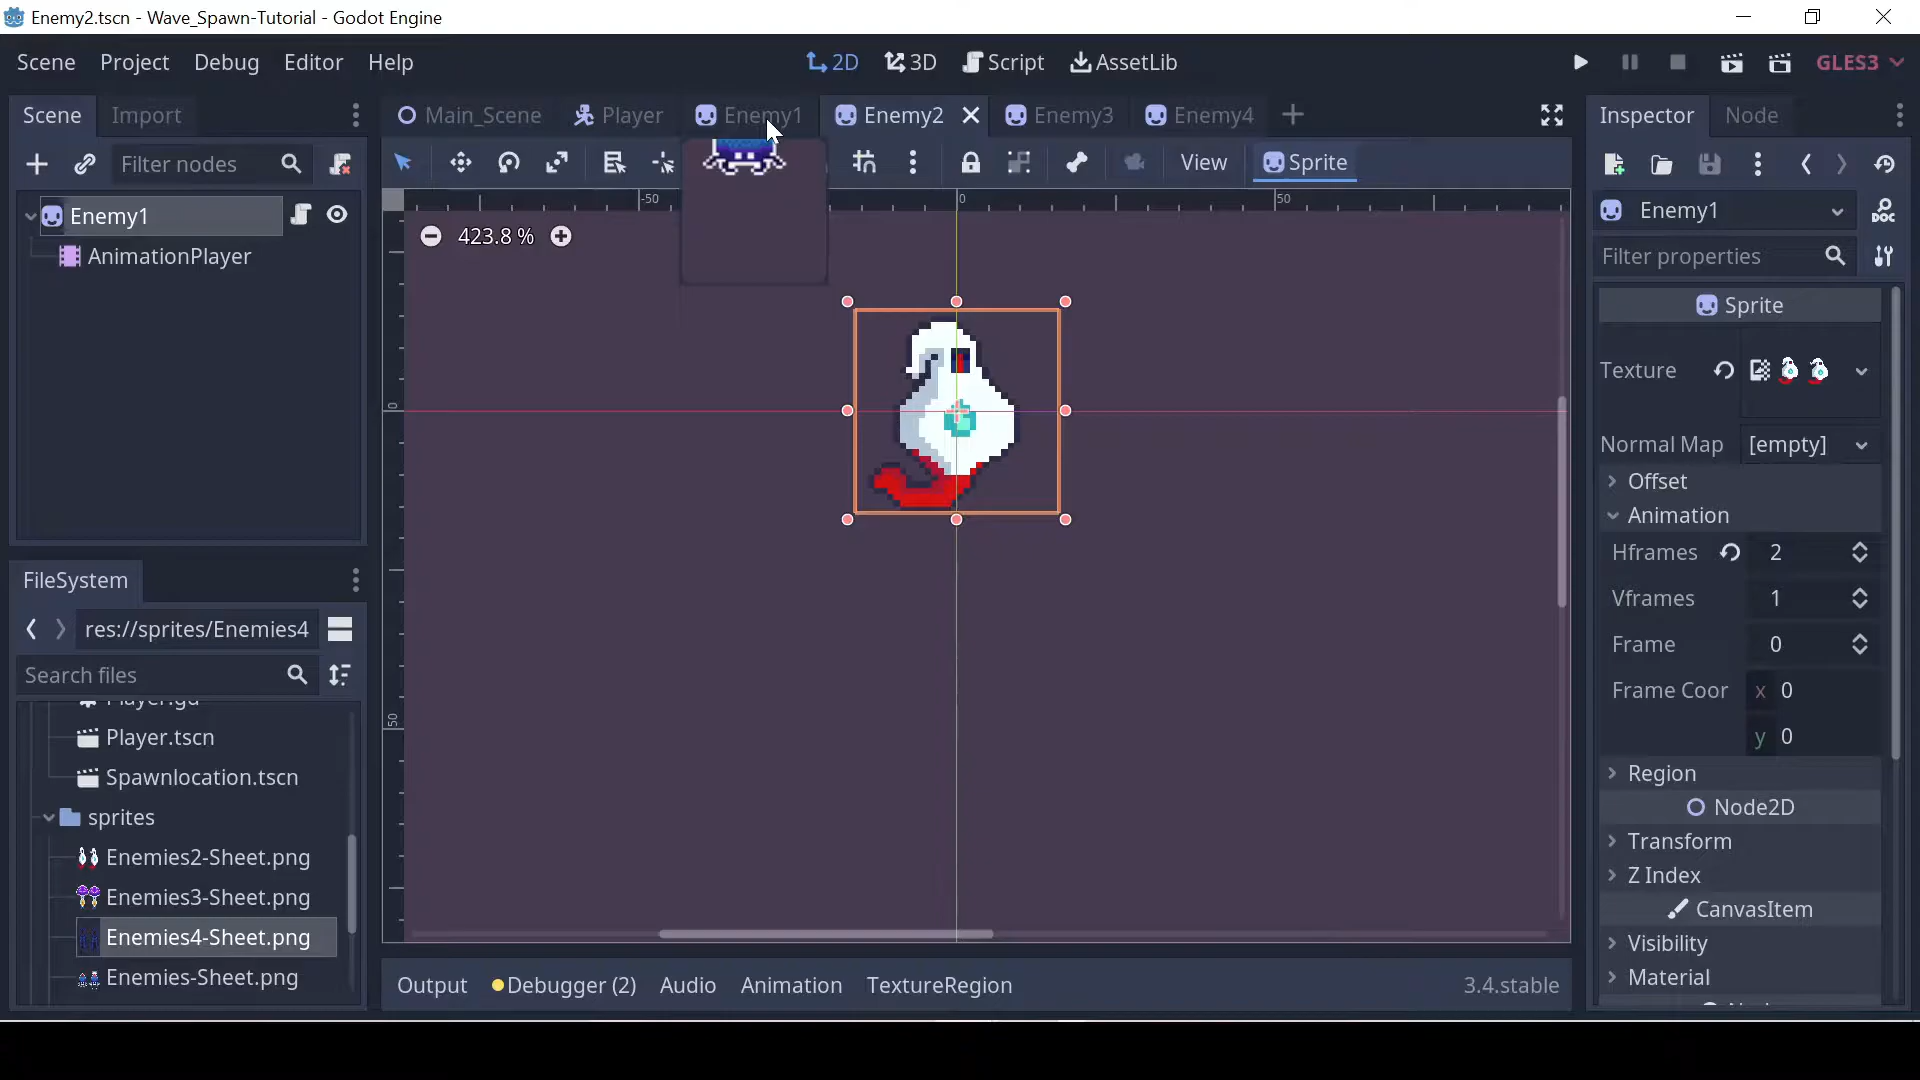 Enemy2.tscn - Wave_Spawn-Tutorial - Godot Engine
Scene Project Debug Editor Help
2D 3D Script AssetLib
GLES3
Scene Import
Main_Scene Player Enemy1 Enemy2 Enemy3 Enemy4
Inspector Node
Filter nodes
View Sprite
Enemy1
AnimationPlayer
-50 0 50
423.8 %
0
50
Enemy1
DOC
Filter properties
Sprite
Texture
Normal Map [empty]
Offset
Animation
Hframes 2
Vframes 1
Frame 0
Frame Coor x 0
y 0
Region
Node2D
Transform
Z Index
CanvasItem
Visibility
Material
FileSystem
res://sprites/Enemies4
Search files
Player.gd
Player.tscn
Spawnlocation.tscn
sprites
Enemies2-Sheet.png
Enemies3-Sheet.png
Enemies4-Sheet.png
Enemies-Sheet.png
Output Debugger (2) Audio Animation TextureRegion
3.4.stable